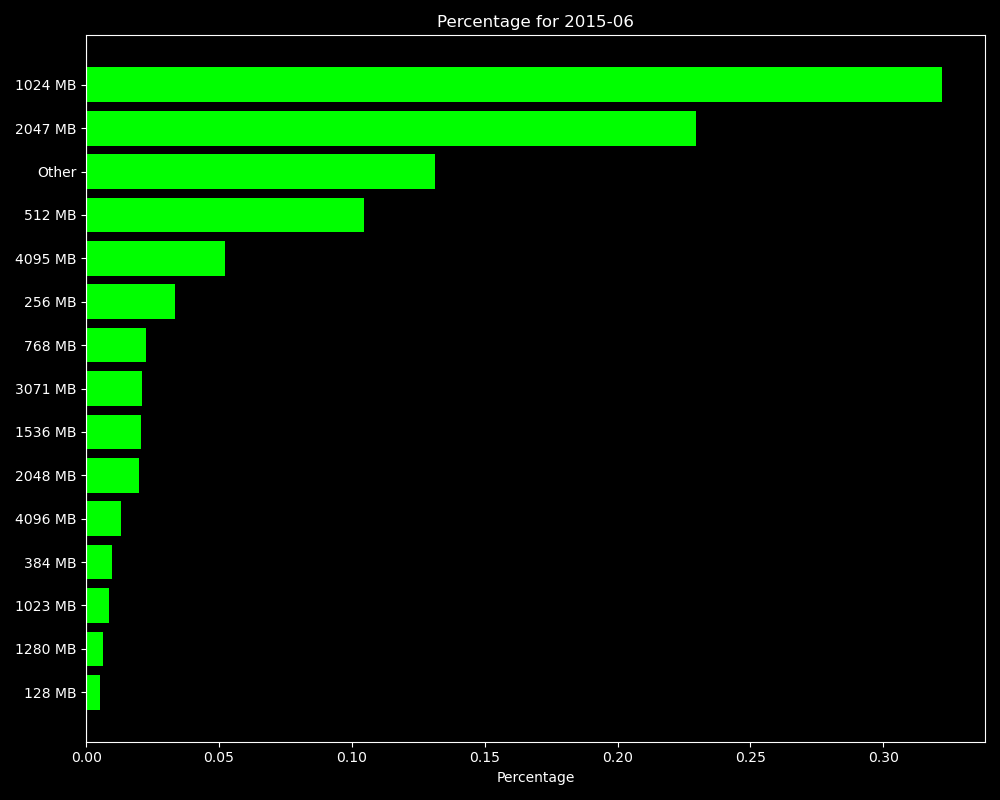 Percentage for 2015-06
1024 MB
2047 MB
Other
512 MB
4095 MB
256 MB
768 MB
3071 MB
1536 MB
2048 MB
4096 MB
384 MB
1023 MB
1280 MB
128 MB
0.00 0.05 0.10 0.15 0.20 0.25 0.30
Percentage